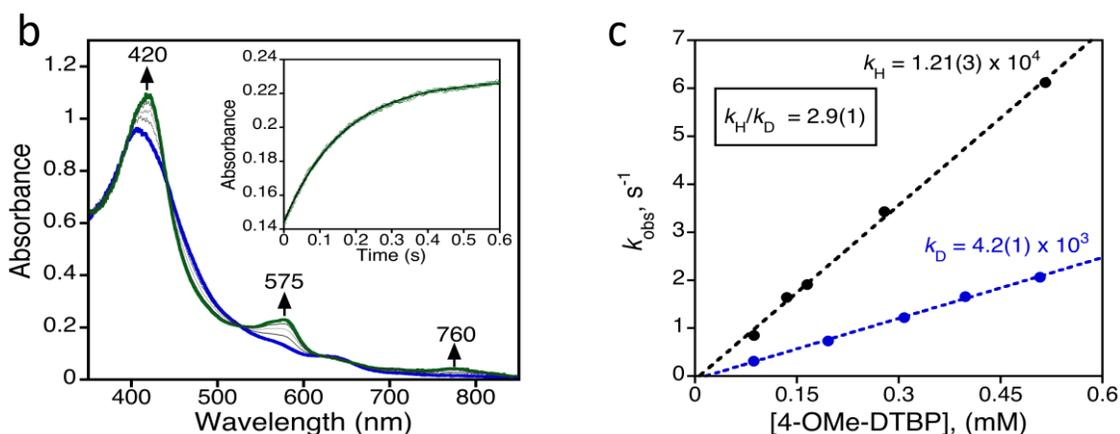 b
420
1.2
1
0.8
0.6
0.4
0.2
0
Absorbance
575
760
400 500 600 700 800
Wavelength (nm)
0.24
0.22
0.2
0.18
0.16
0.14
Absorbance
0 0.1 0.2 0.3 0.4 0.5 0.6
Time (s)
c
7
6
5
4
3
2
1
0
k_obs, s⁻¹
k_H = 1.21(3) x 10⁴
k_H/k_D = 2.9(1)
k_D = 4.2(1) x 10³
0 0.15 0.3 0.45 0.6
[4-OMe-DTBP], (mM)